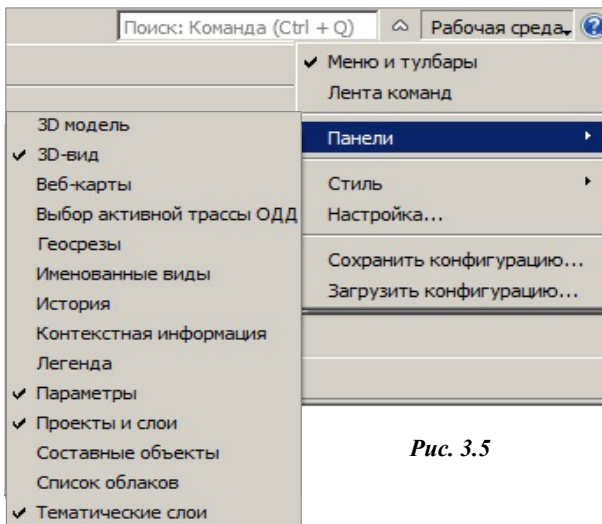 Поиск: Команда (Ctrl + Q)
Рабочая среда
?
Меню и тулбары
Лента команд
Панели
Стиль
Настройка...
Сохранить конфигурацию...
Загрузить конфигурацию...
3D модель
3D-вид
Веб-карты
Выбор активной трассы ОДД
Геосрезы
Именованные виды
История
Контекстная информация
Легенда
Параметры
Проекты и слои
Составные объекты
Список облаков
Тематические слои
Рис. 3.5